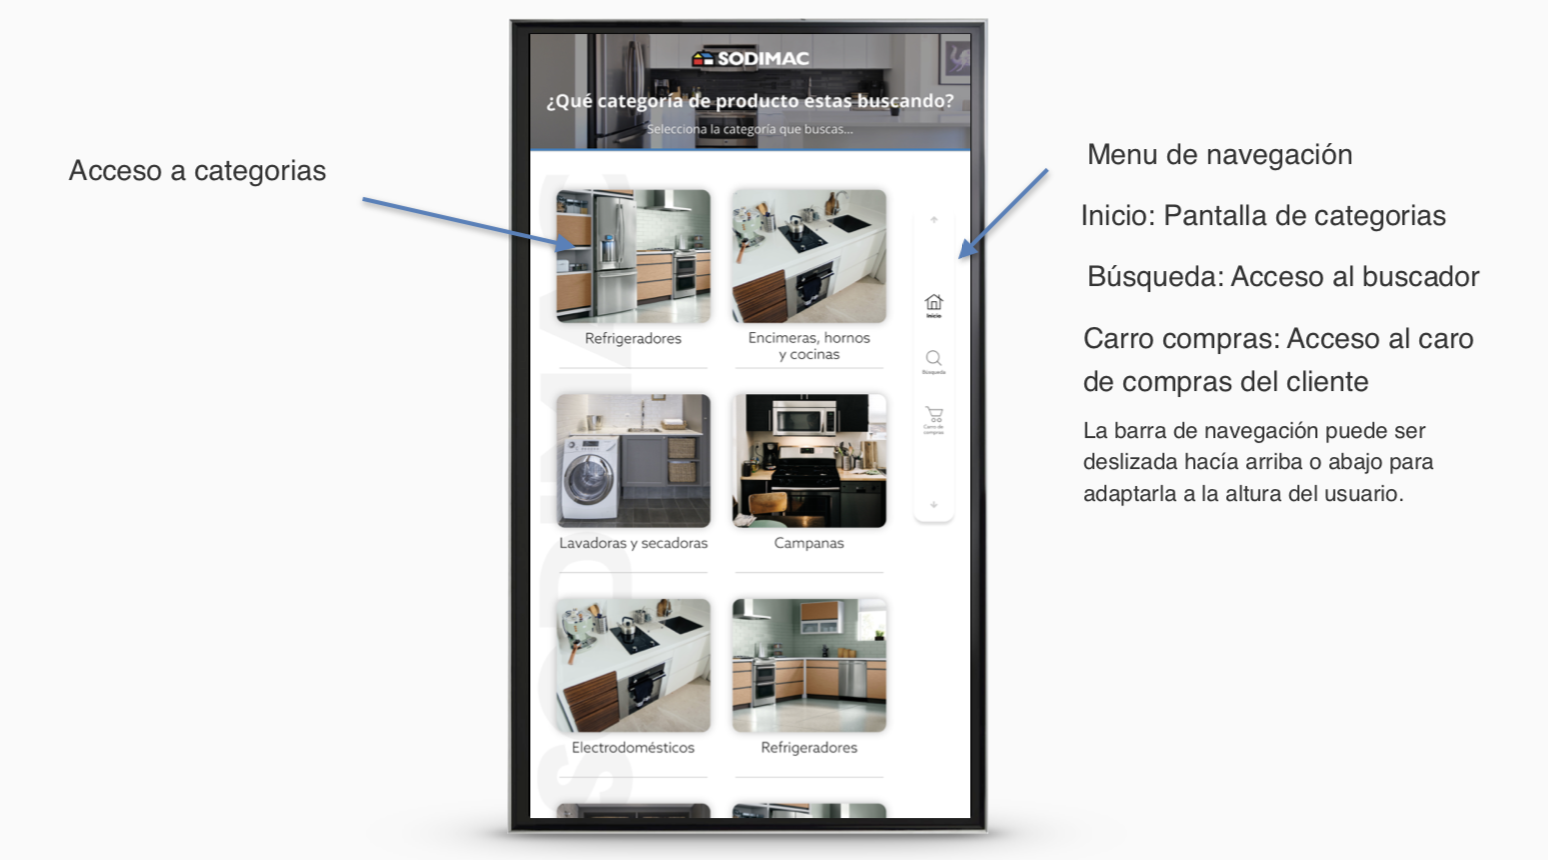 SODIMAC
¿Qué categoría de producto estas buscando?
Selecciona la categoría que buscas...
Acceso a categorias
Refrigeradores
Encimeras, hornos
y cocinas
Lavadoras y secadoras
Campanas
Electrodomésticos
Refrigeradores
Inicio
Búsqueda
Carro de
compras
SODIMAC
Menu de navegación
Inicio: Pantalla de categorias
Búsqueda: Acceso al buscador
Carro compras: Acceso al caro
de compras del cliente
La barra de navegación puede ser
deslizada hacía arriba o abajo para
adaptarla a la altura del usuario.